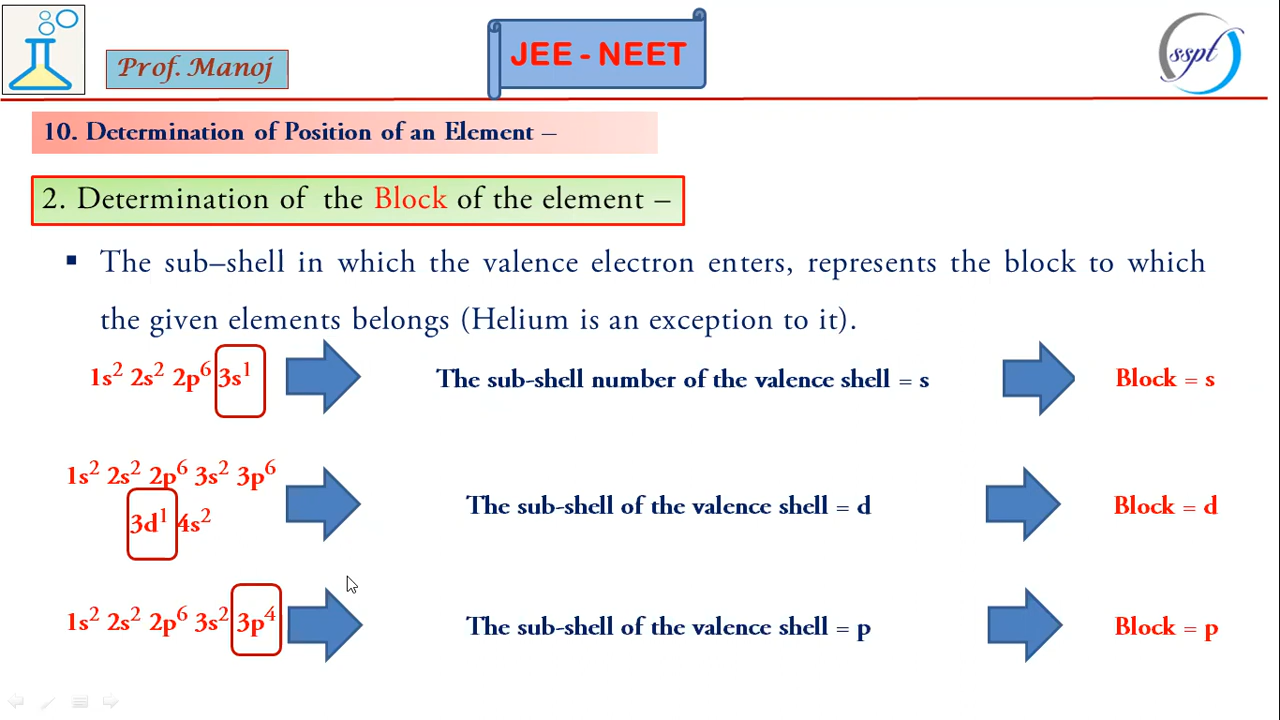 JEE - NEET
Prof. Manoj
sspt
10. Determination of Position of an Element –
2. Determination of the Block of the element –
▪ The sub–shell in which the valence electron enters, represents the block to which
the given elements belongs (Helium is an exception to it).
1s² 2s² 2p⁶ 3s¹ The sub-shell number of the valence shell = s Block = s
1s² 2s² 2p⁶ 3s² 3p⁶
3d¹ 4s² The sub-shell of the valence shell = d Block = d
1s² 2s² 2p⁶ 3s² 3p⁴ The sub-shell of the valence shell = p Block = p